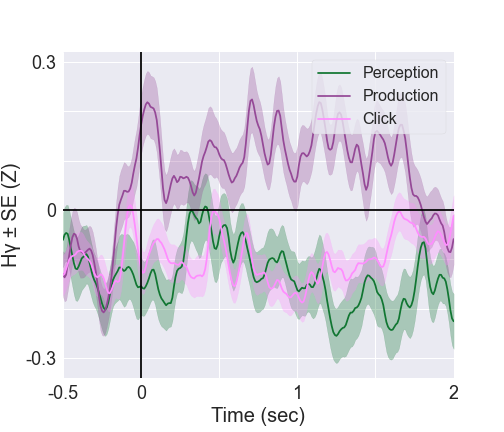 0.3
0
-0.3
Hγ ± SE (Z)
Perception
Production
Click
-0.5
0
1
2
Time (sec)